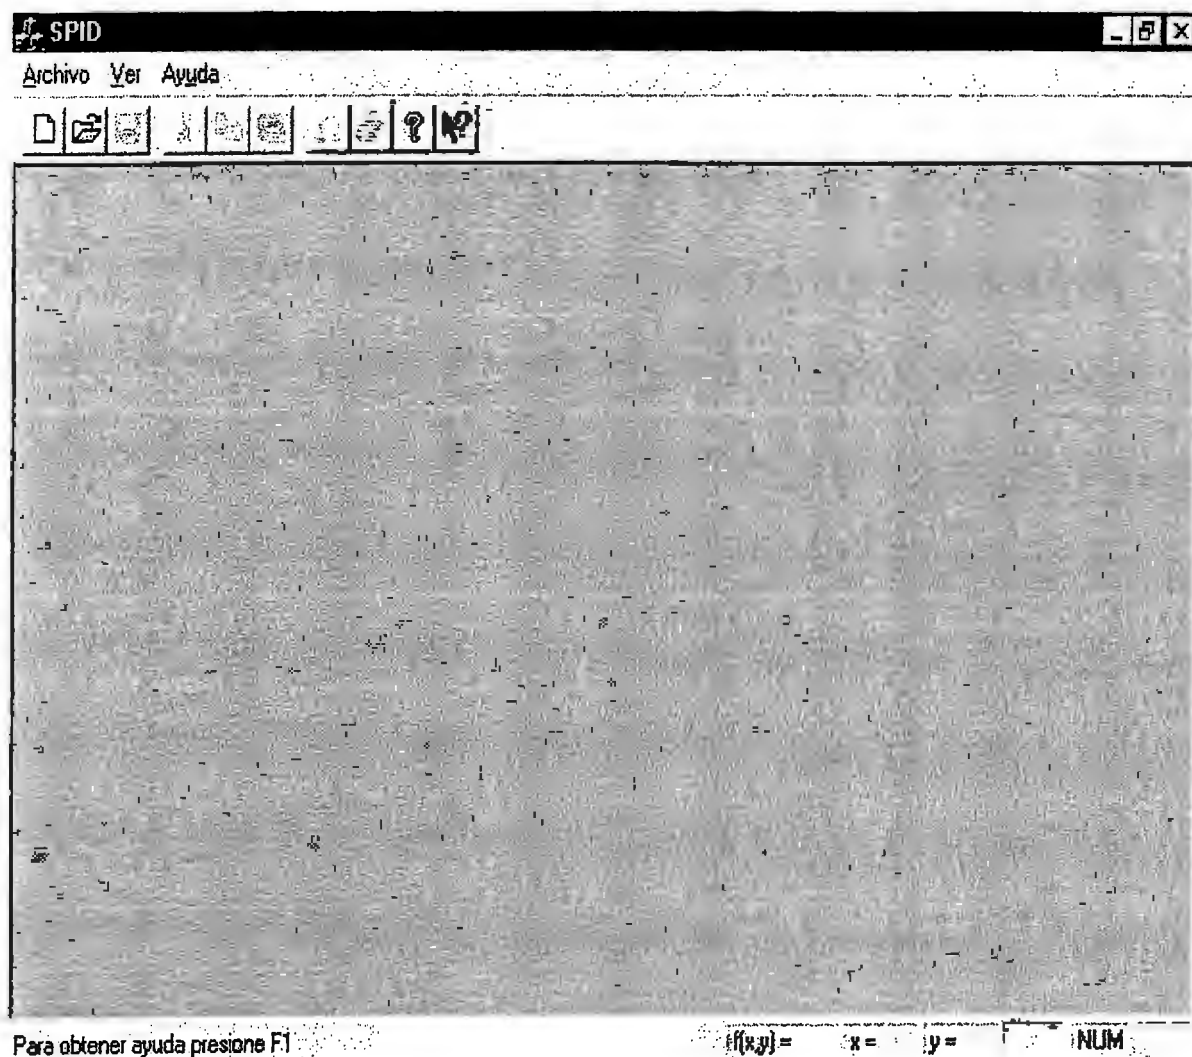 SPID
Archivo Ver Ayuda
Para obtener ayuda presione F1 f(x,y) = x = y = NUM